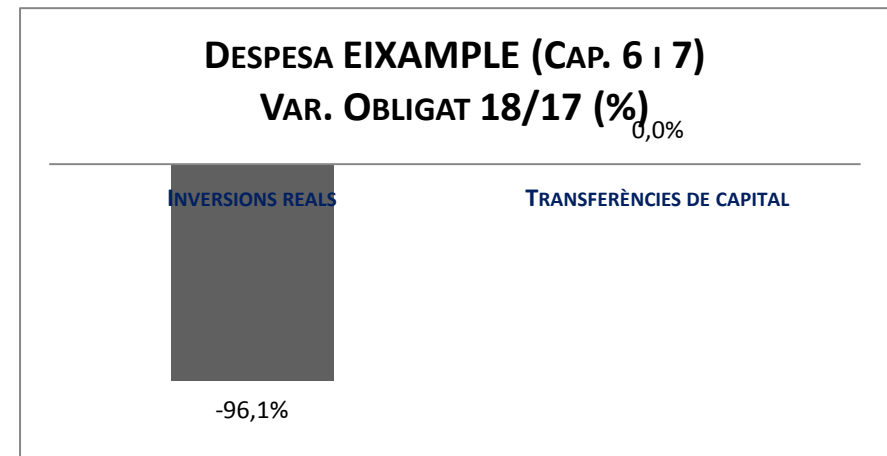 DESPESA EIXAMPLE (CAP. 6 I 7)
VAR. OBLIGAT 18/17 (%)
0,0%
INVERSIONS REALS
TRANSFERÈNCIES DE CAPITAL
-96,1%